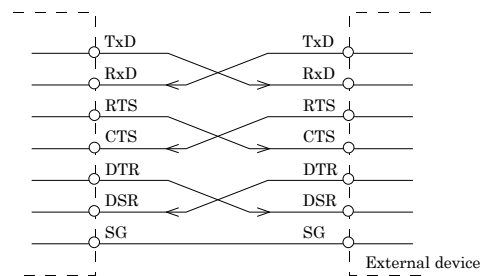 TxD TxD
RxD RxD
RTS RTS
CTS CTS
DTR DTR
DSR DSR
SG SG
External device